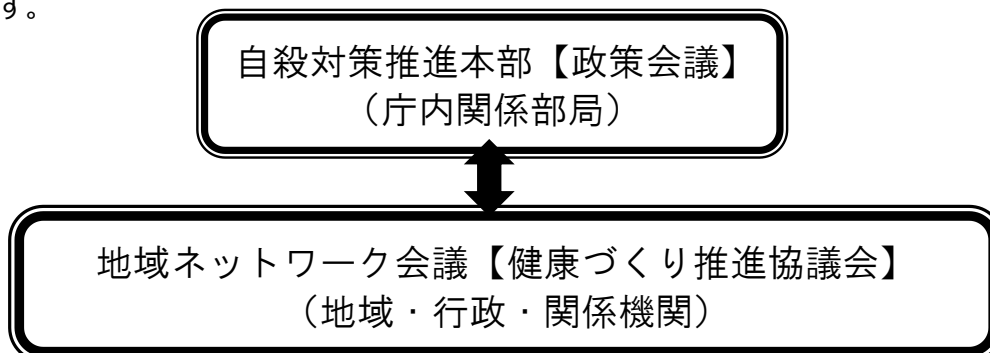 す。
自殺対策推進本部【政策会議】
（庁内関係部局）
地域ネットワーク会議【健康づくり推進協議会】
（地域・行政・関係機関）